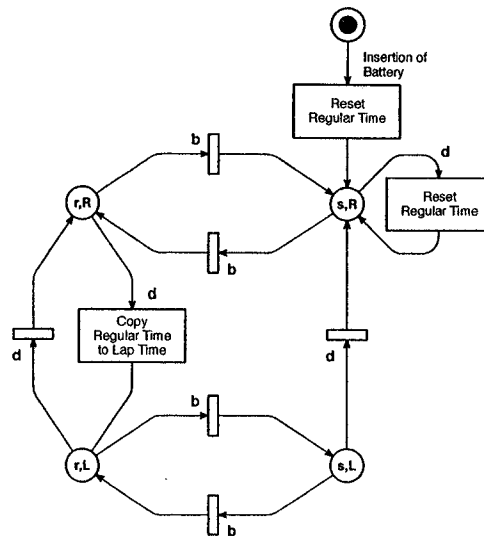 Insertion of
Battery
Reset
Regular Time
b
d
r,R
s,R
Reset
Regular Time
b
d
Copy
Regular Time
to Lap Time
d
d
b
r,L
s,L
b